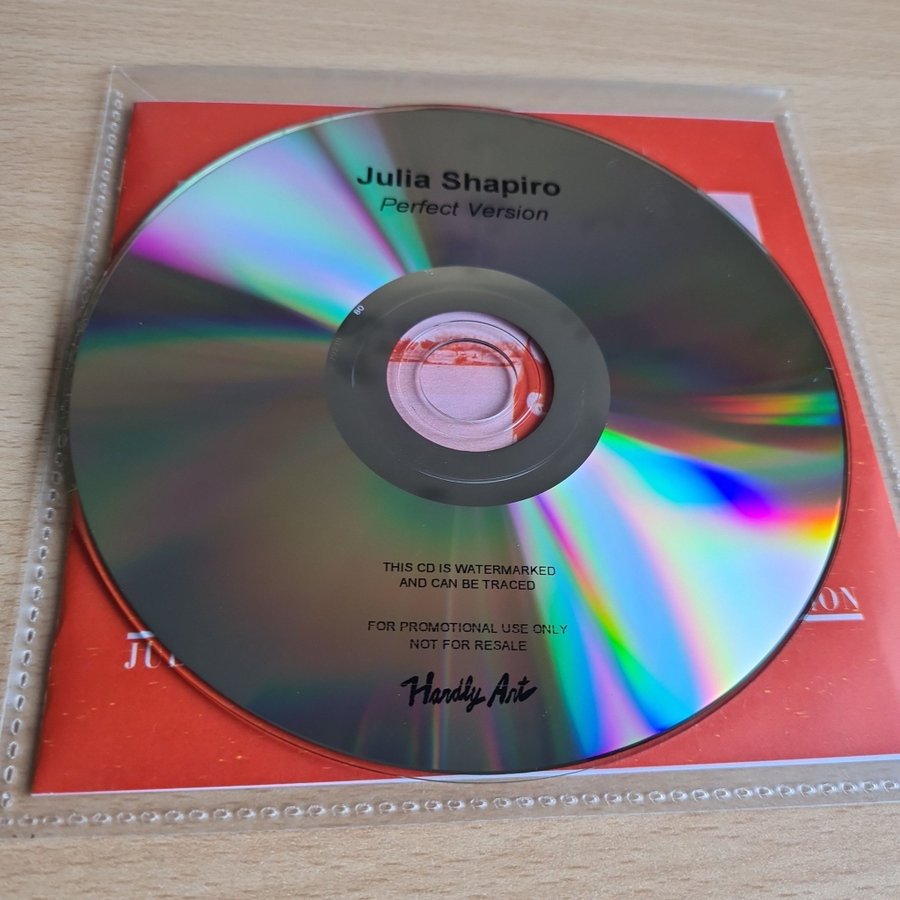 Julia Shapiro
Perfect Version
80
THIS CD IS WATERMARKED
AND CAN BE TRACED
FOR PROMOTIONAL USE ONLY
NOT FOR RESALE
Hardly Art